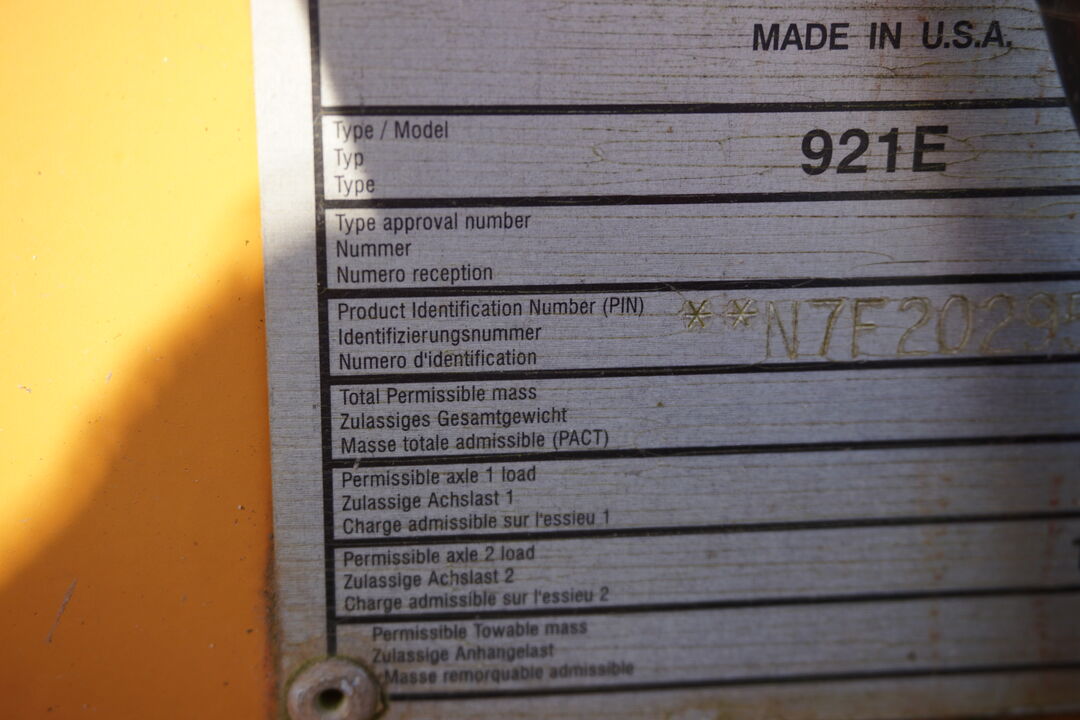 MADE IN U.S.A.
Type / Model
Typ
Type
921E
Type approval number
Nummer
Numero reception
Product Identification Number (PIN)
Identifizierungsnummer
Numero d'identification
**N7F20295
Total Permissible mass
Zulassiges Gesamtgewicht
Masse totale admissible (PACT)
Permissible axle 1 load
Zulassige Achslast 1
Charge admissible sur l'essieu 1
Permissible axle 2 load
Zulassige Achslast 2
Charge admissible sur l'essieu 2
Permissible Towable mass
Zulassige Anhangelast
Masse remorquable admissible